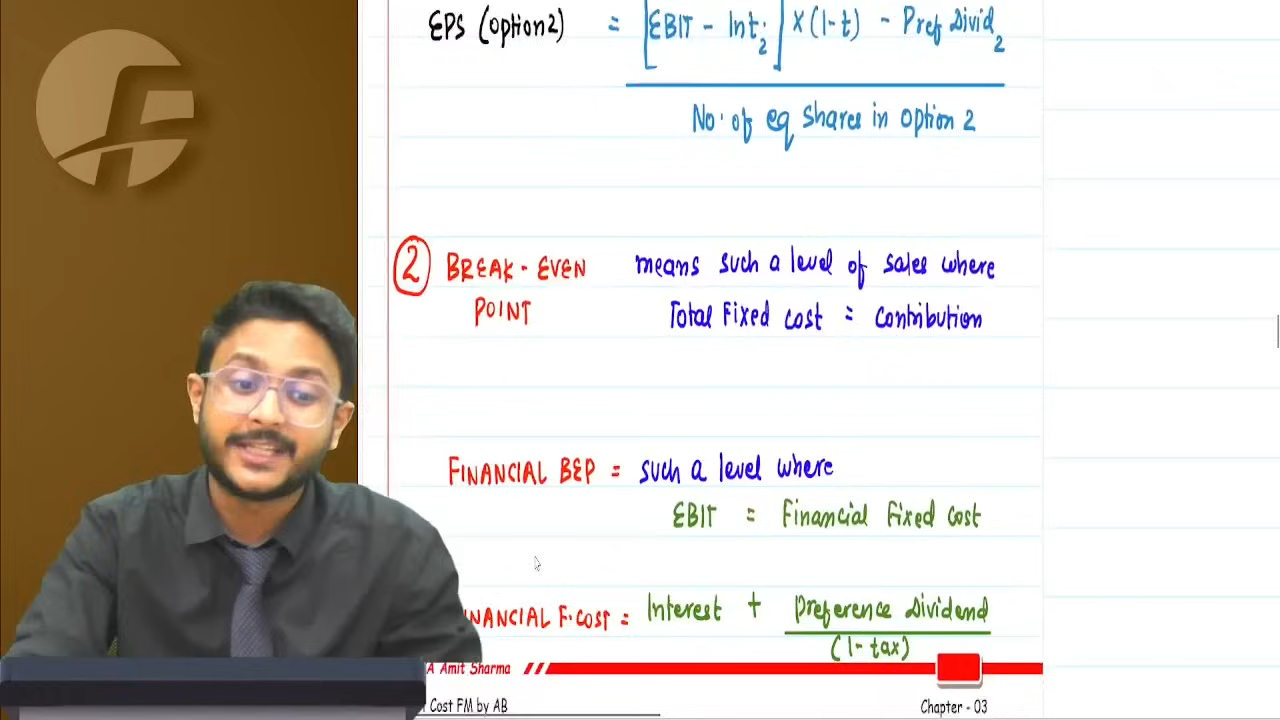 EPS (option2) = [EBIT - Int.2] × (1-t) - Pref Divid2
No. of eq shares in option 2
2 BREAK-EVEN POINT means such a level of sales where
Total Fixed cost = contribution
FINANCIAL BEP = such a level where
EBIT = Financial Fixed cost
NANCIAL F.COST = Interest + Preference Dividend
(1-tax)
A Amit Sharma
Cost FM by AB
Chapter - 03